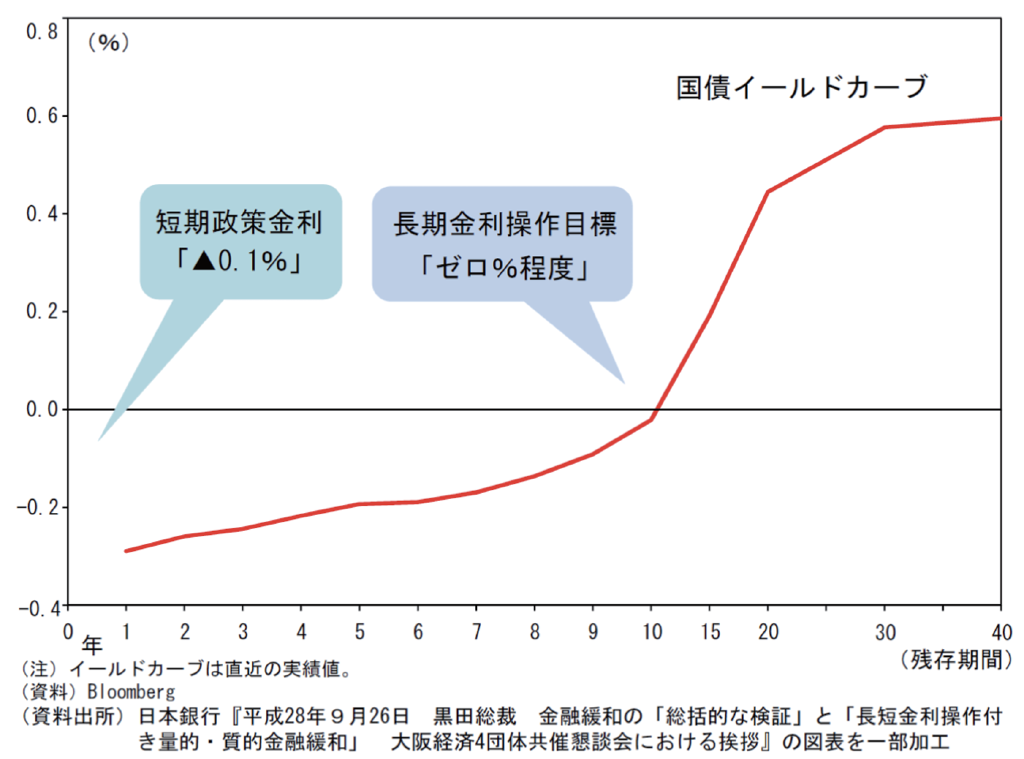 0.8
(%)
国債イールドカーブ
0.6
0.4
短期政策金利
「▲0.1%」
長期金利操作目標
「ゼロ%程度」
0.2
0.0
-0.2
-0.4
0 1 2 3 4 5 6 7 8 9 10 15 20 30 40
年
(残存期間)
(注)イールドカーブは直近の実績値。
(資料)Bloomberg
(資料出所)日本銀行『平成28年9月26日 黒田総裁 金融緩和の「総括的な検証」と「長短金利操作付
き量的・質的金融緩和」 大阪経済4団体共催懇談会における挨拶』の図表を一部加工